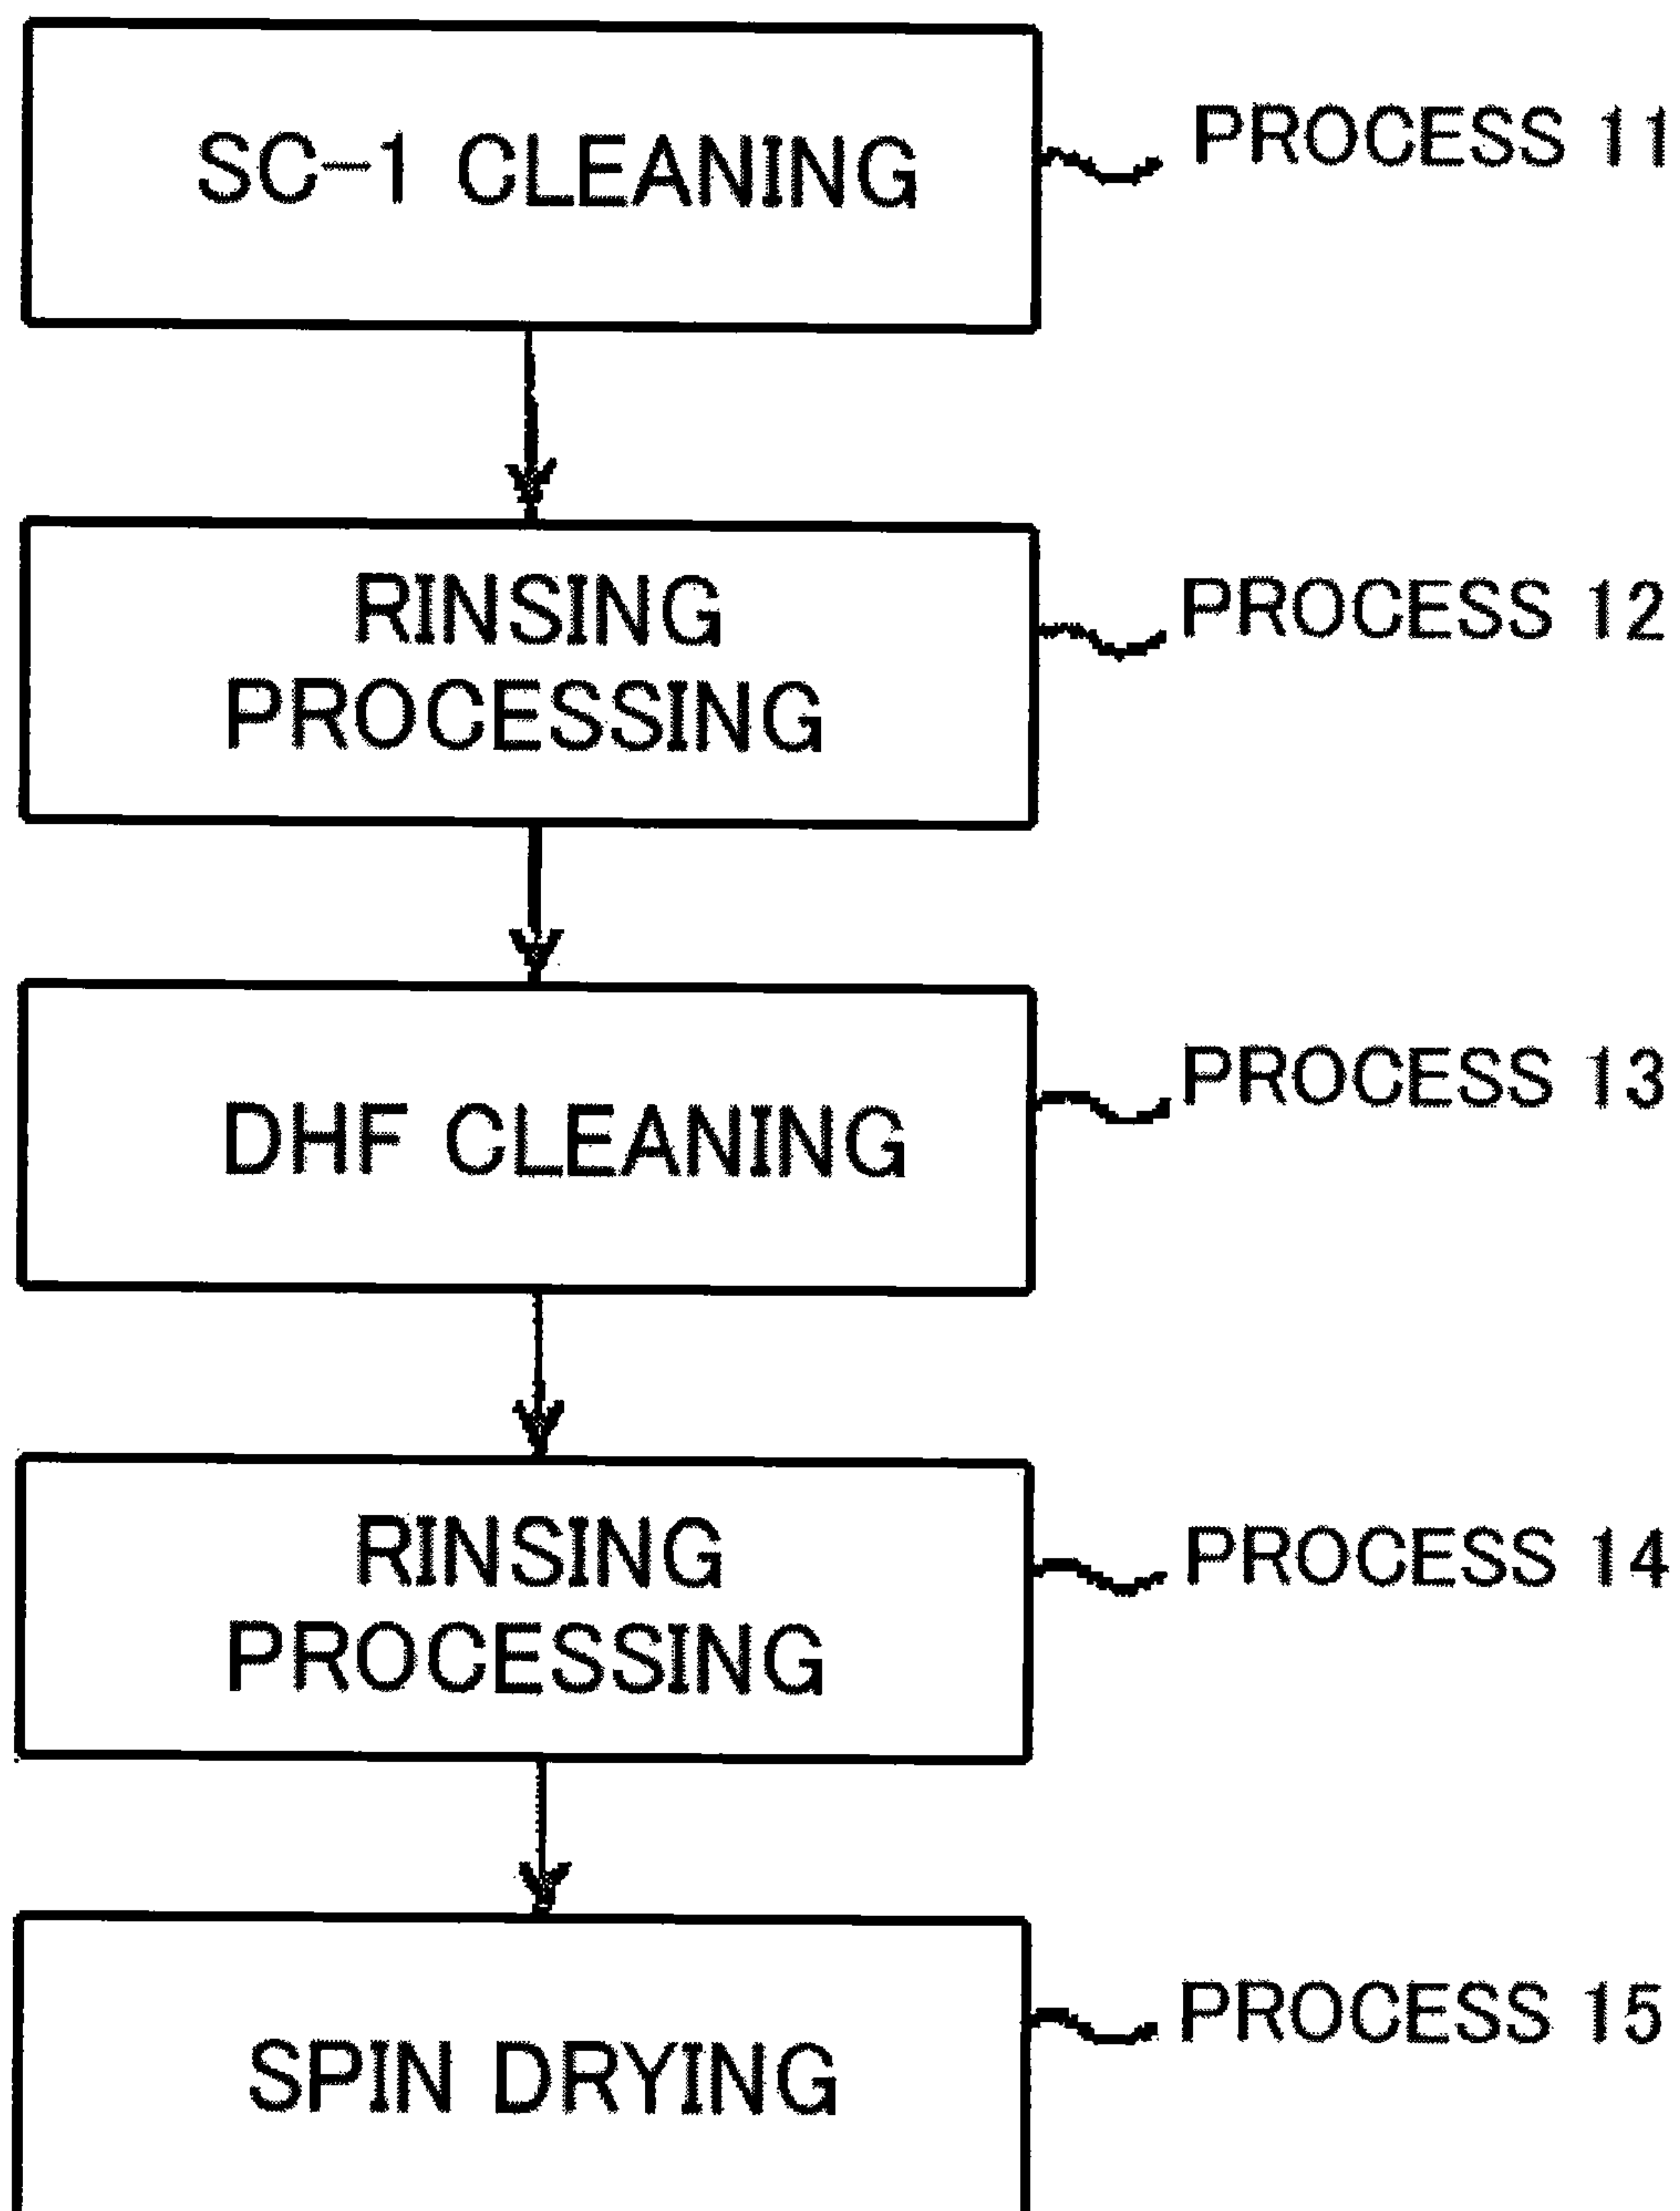 SC-1 CLEANING
PROCESS 11
RINSING
PROCESSING
PROCESS 12
DHF CLEANING
PROCESS 13
RINSING
PROCESSING
PROCESS 14
SPIN DRYING
PROCESS 15